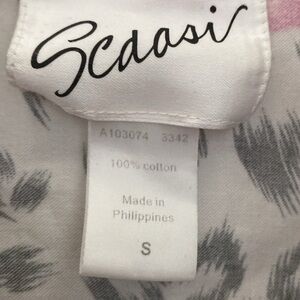 Scaasi
A103074 3342
100% cotton
Made in
Philippines
S